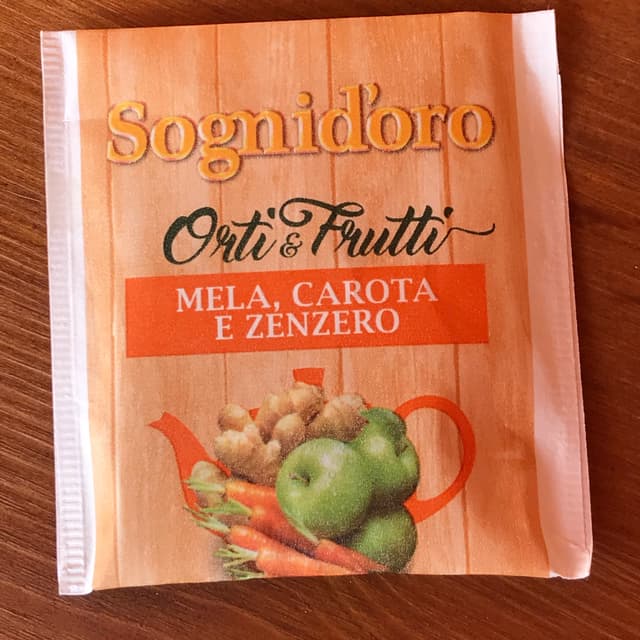 Sognid'oro
Orti & Frutti
MELA, CAROTA
E ZENZERO